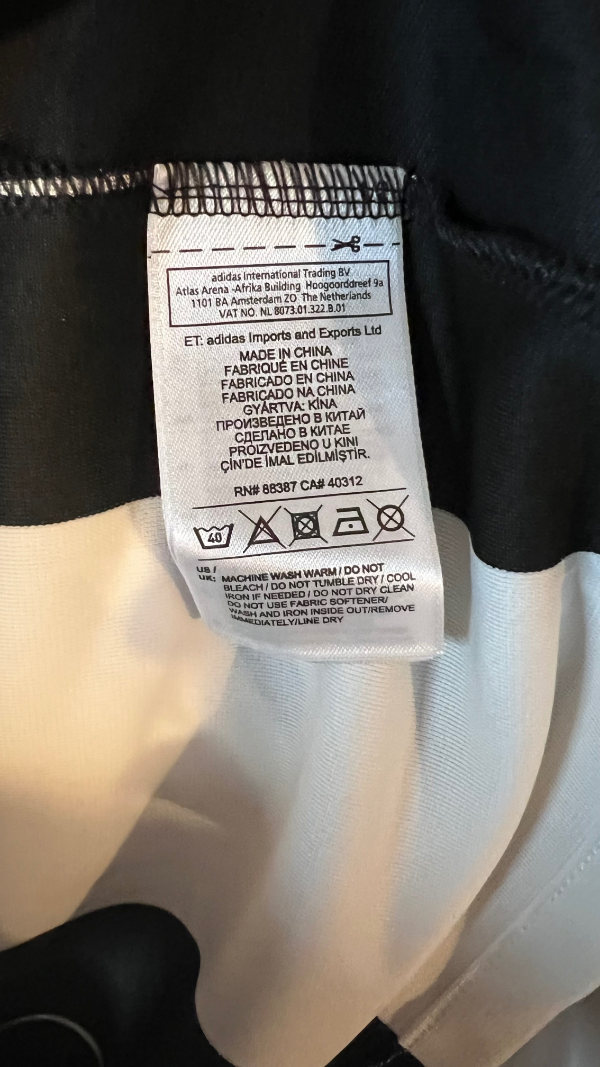 adidas International Trading BV
Atlas Arena -Afrika Building Hoogoorddreef 9a
1101 BA Amsterdam ZO The Netherlands
VAT NO. NL 8073.01.322.B.01
ET: adidas Imports and Exports Ltd
MADE IN CHINA
FABRIQUÉ EN CHINE
FABRICADO EN CHINA
FABRICADO NA CHINA
GYÁRTVA: KÍNA
ПРОИЗВЕДЕНО В КИТАЙ
СДЕЛАНО В КИТАЕ
PROIZVEDENO U KINI
ÇİN'DE İMAL EDİLMİŞTİR.
RN# 88387 CA# 40312
40
US /
UK: MACHINE WASH WARM / DO NOT
BLEACH / DO NOT TUMBLE DRY / COOL
IRON IF NEEDED / DO NOT DRY CLEAN
DO NOT USE FABRIC SOFTENER/
WASH AND IRON INSIDE OUT/REMOVE
IMMEDIATELY/LINE DRY